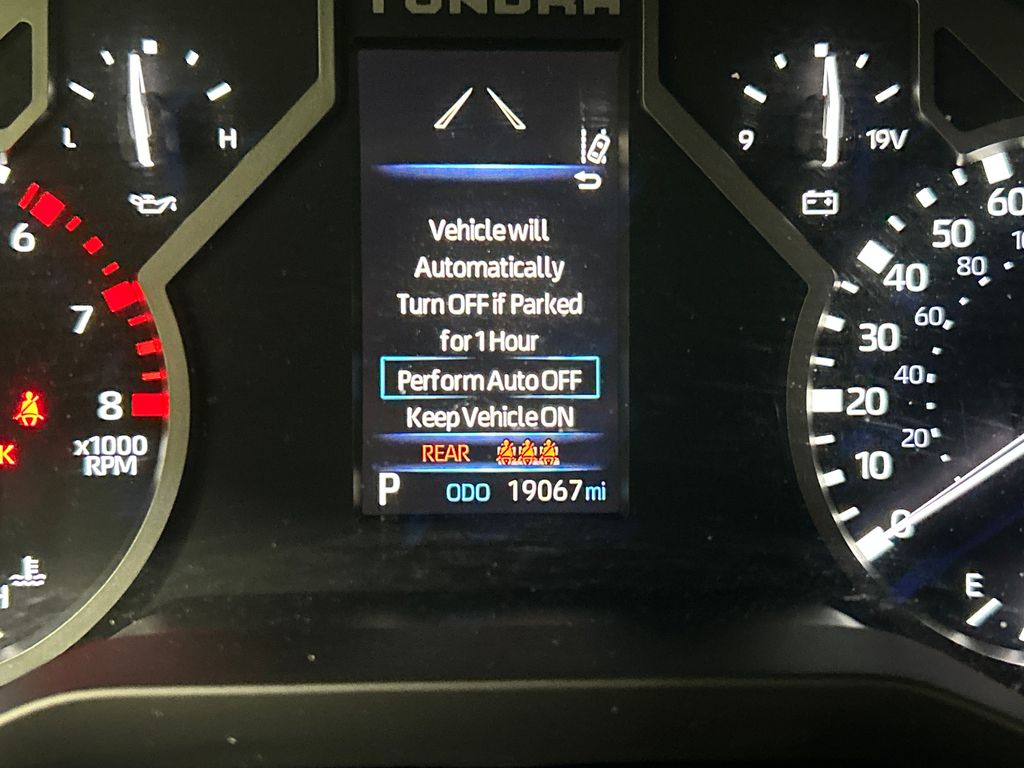 TUNDRA
L
H
9
19V
6
7
8
x1000
RPM
K
H
Vehicle will
Automatically
Turn OFF if Parked
for 1 Hour
Perform Auto OFF
Keep Vehicle ON
REAR
P ODO 19067 mi
60
50
40
30
20
10
0
80
60
40
20
E